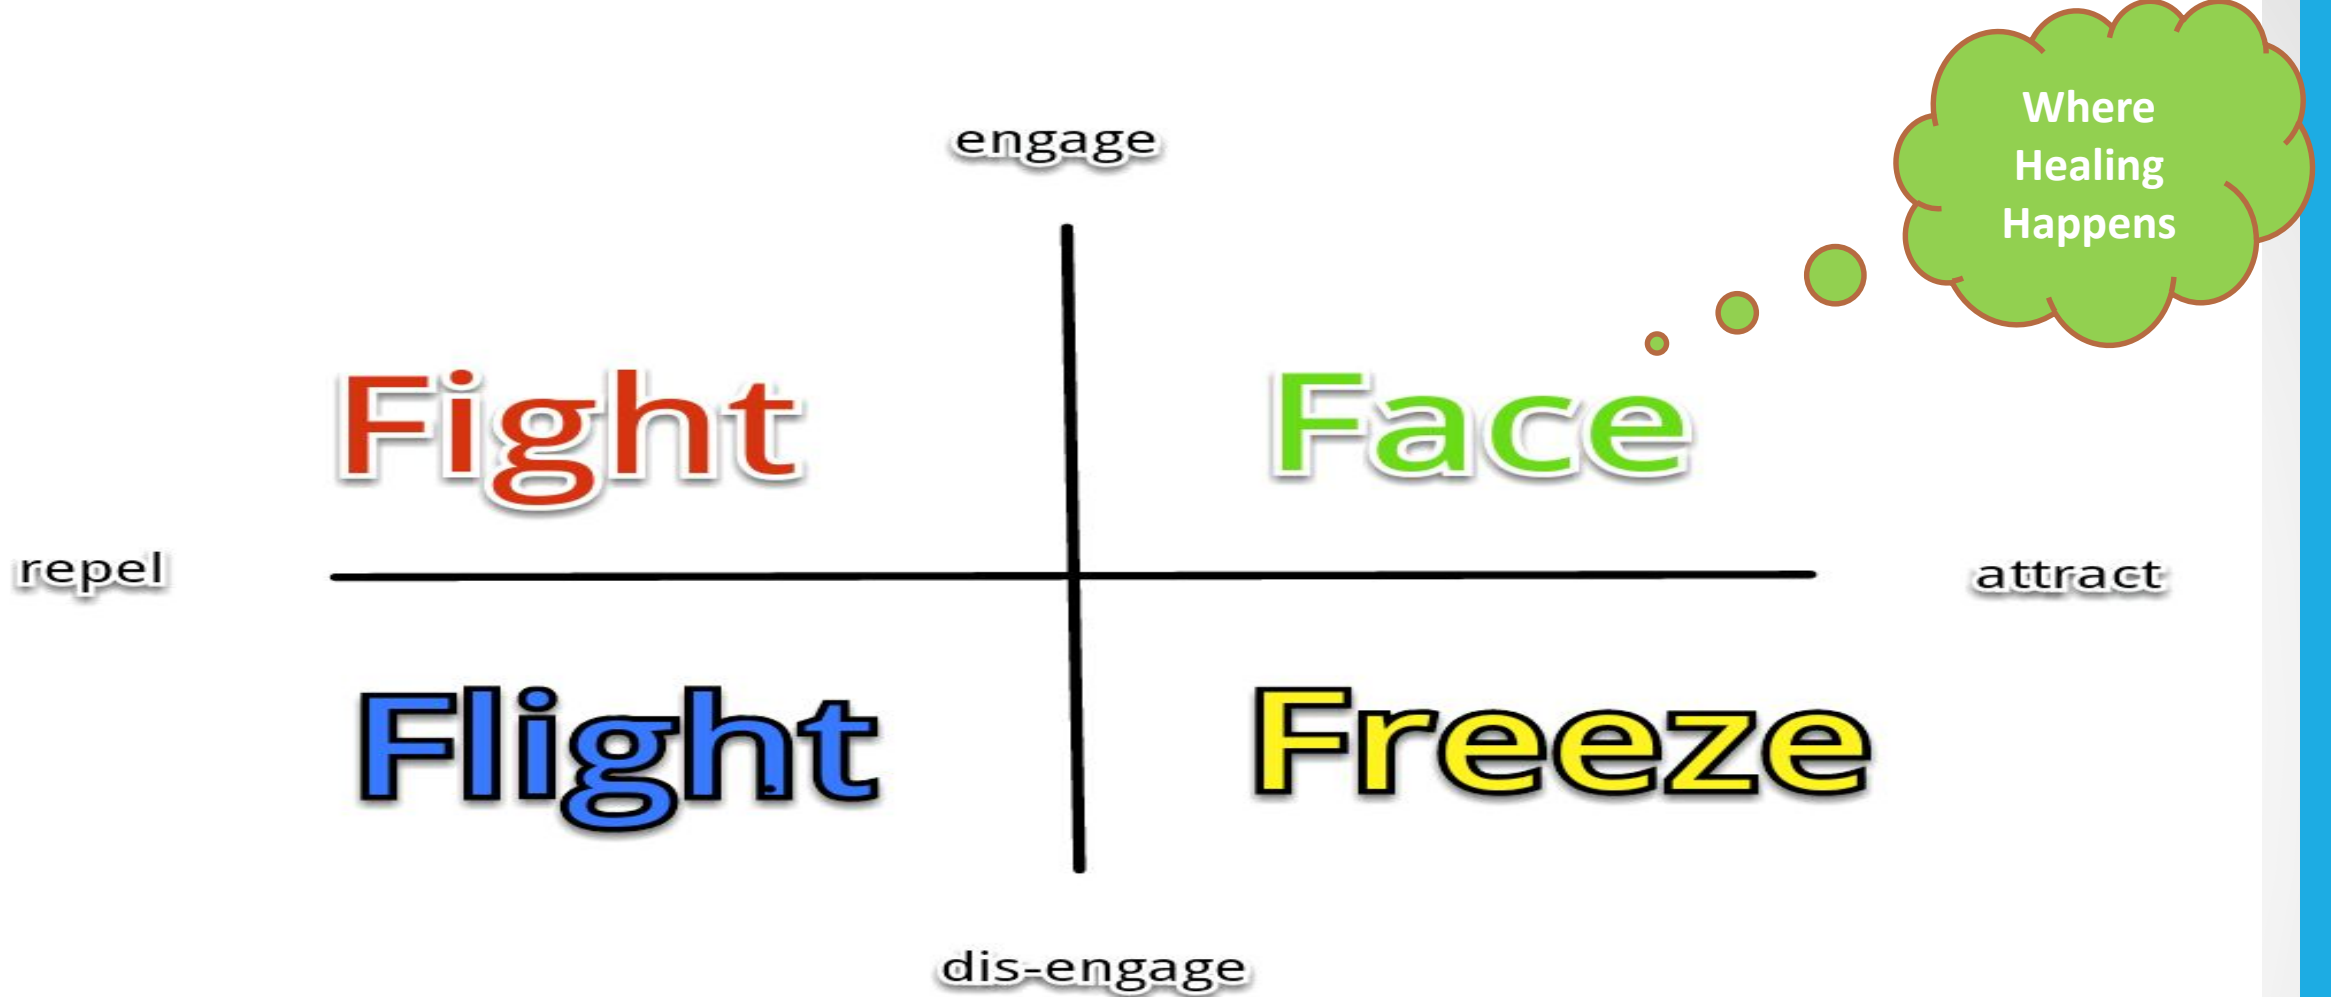 Where
Healing
Happens
engage
Fight
Face
repel
attract
Flight
Freeze
dis-engage